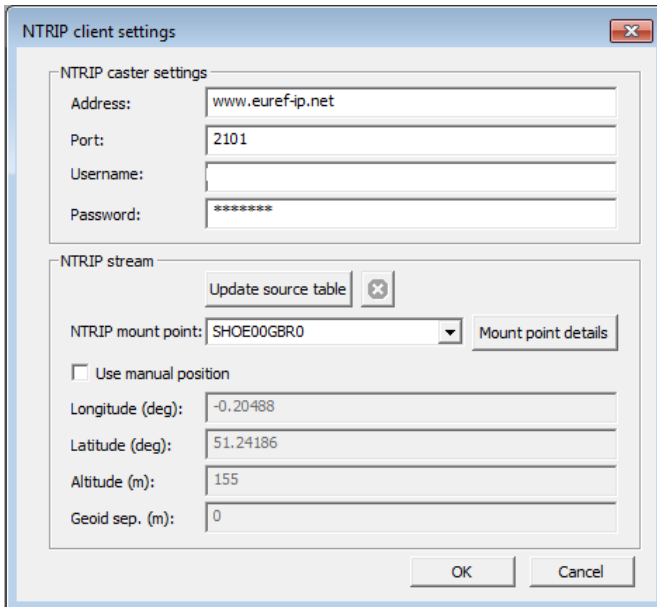 NTRIP client settings
NTRIP caster settings
Address: www.euref-ip.net
Port: 2101
Username:
Password: *******
NTRIP stream
Update source table
NTRIP mount point: SHOE00GBR0 Mount point details
Use manual position
Longitude (deg): -0.20488
Latitude (deg): 51.24186
Altitude (m): 155
Geoid sep. (m): 0
OK Cancel